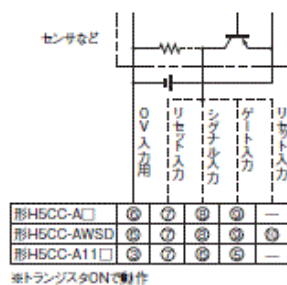 センサなど
0V入力用
リセット入力
シグナル入力
ゲート入力
リセット入力
形H5CC-A□ ⑥ ⑦ ⑧ ⑨ —
形H5CC-AWSD ⑥ ⑦ ⑧ ⑨ ⑩
形H5CC-A11□ ③ ⑦ ⑥ ⑤ —
※トランジスタONで動作